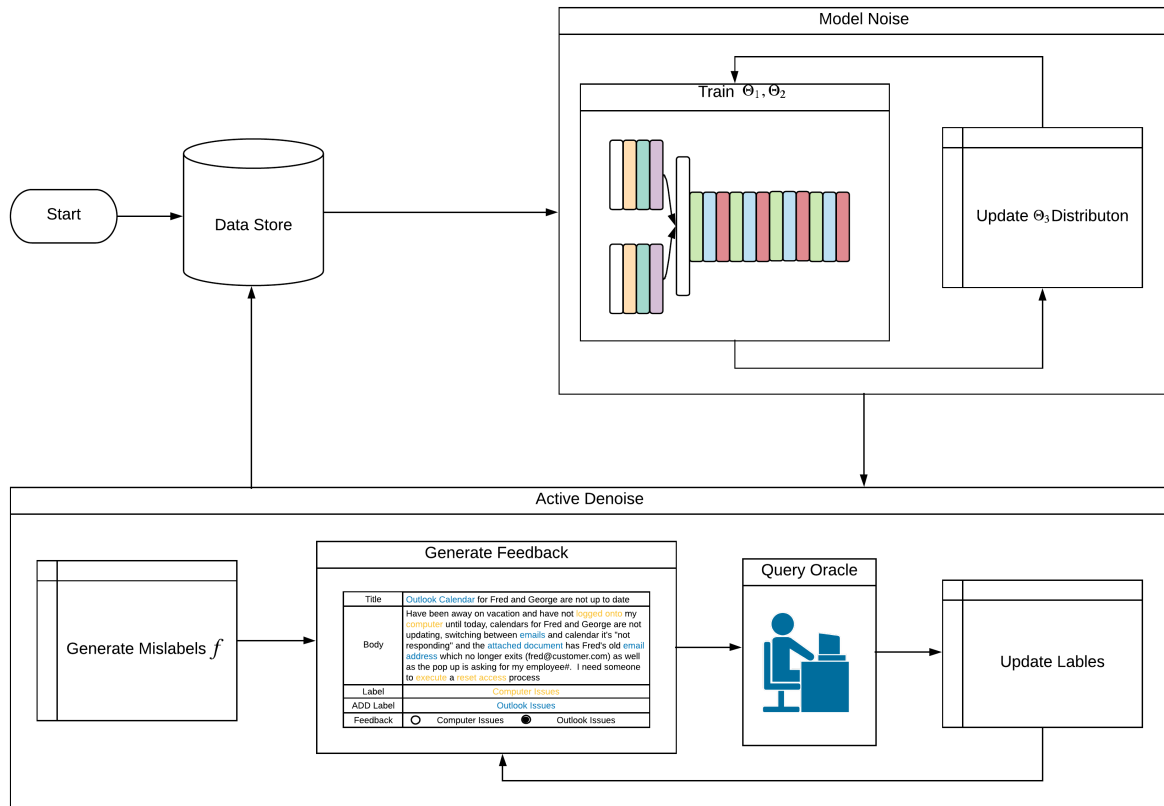 Model Noise
Train Θ₁,Θ₂
Start
Data Store
Update Θ₃ Distributon
Active Denoise
Generate Mislabels f
Generate Feedback
Title
Outlook Calendar for Fred and George are not up to date
Body
Have been away on vacation and have not logged onto my
computer until today, calendars for Fred and George are not
updating, switching between emails and calendar it's "not
responding" and the attached document has Fred's old email
address which no longer exits (fred@customer.com) as well
as the pop up is asking for my employee#. I need someone
to execute a reset access process
Label
Computer Issues
ADD Label
Outlook Issues
Feedback
Computer Issues
Outlook Issues
Query Oracle
Update Lables